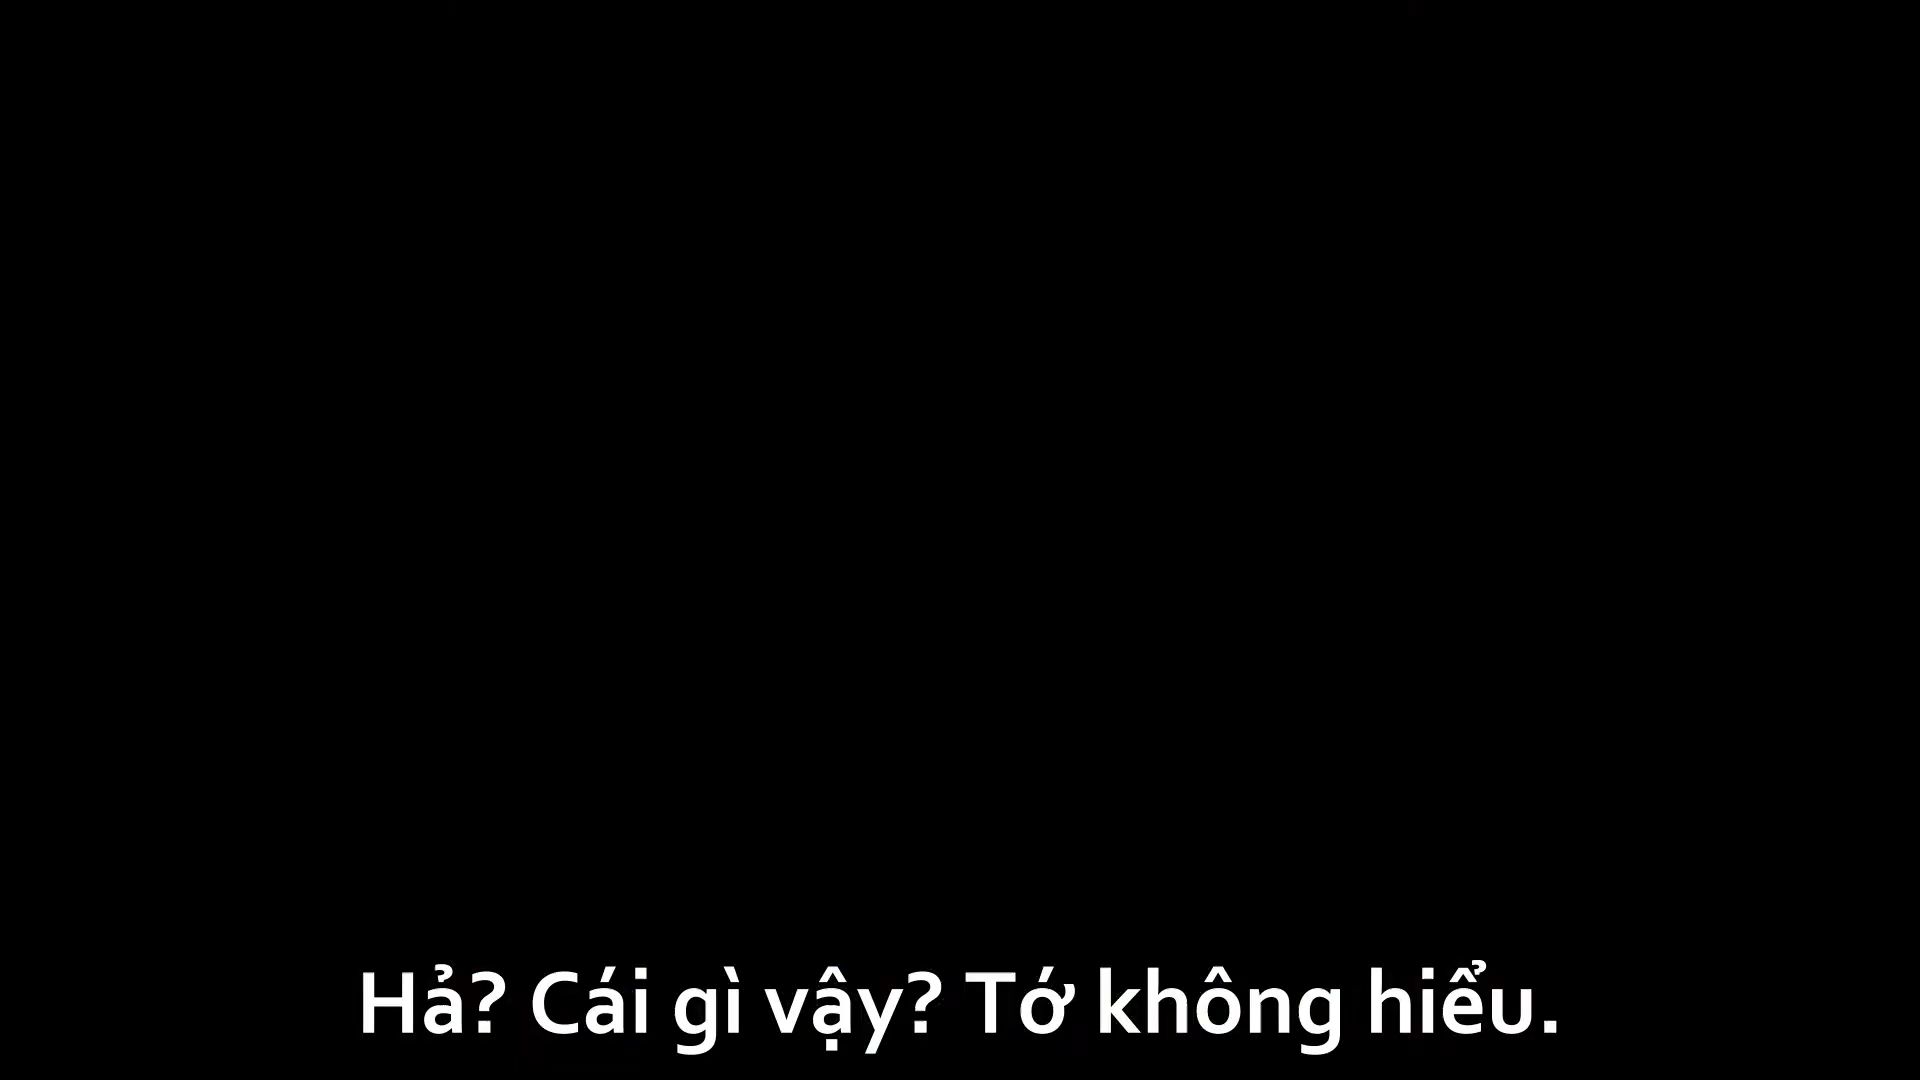 Hả? Cái gì vậy? Tớ không hiểu.